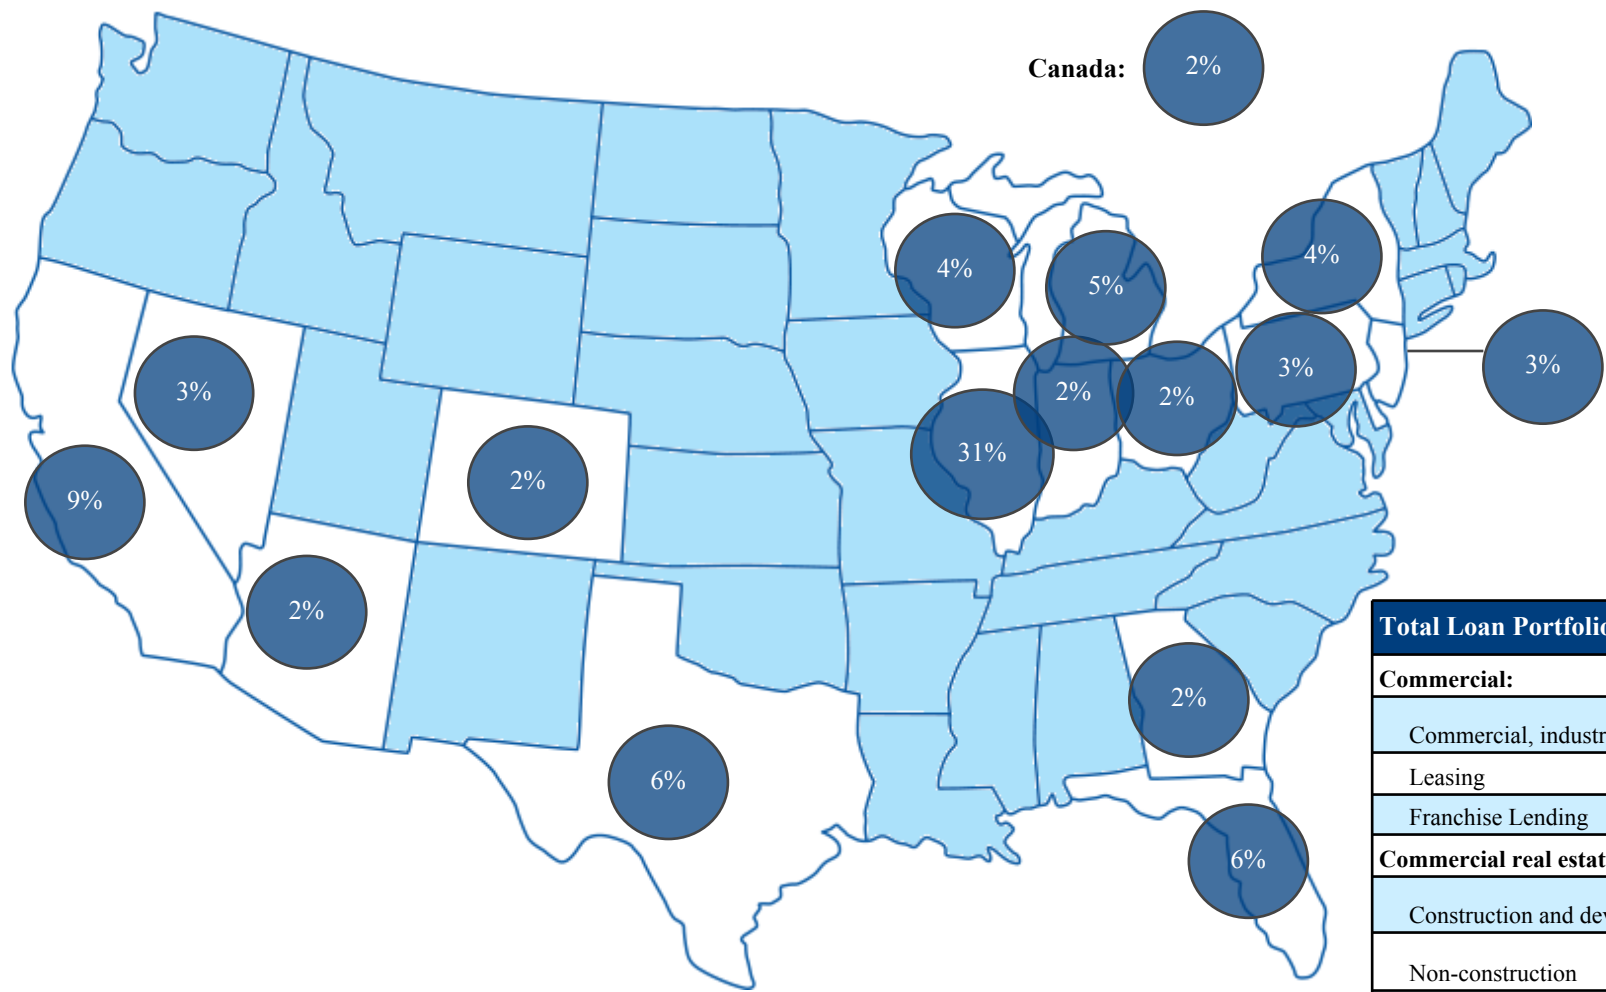 Canada:
2%
4%
4%
5%
3%
3%
3%
2%
2%
31%
9%
2%
2%
2%
6%
6%
Total Loan Portfolio
Commercial:
Commercial, industr
Leasing
Franchise Lending
Commercial real estat
Construction and dev
Non-construction